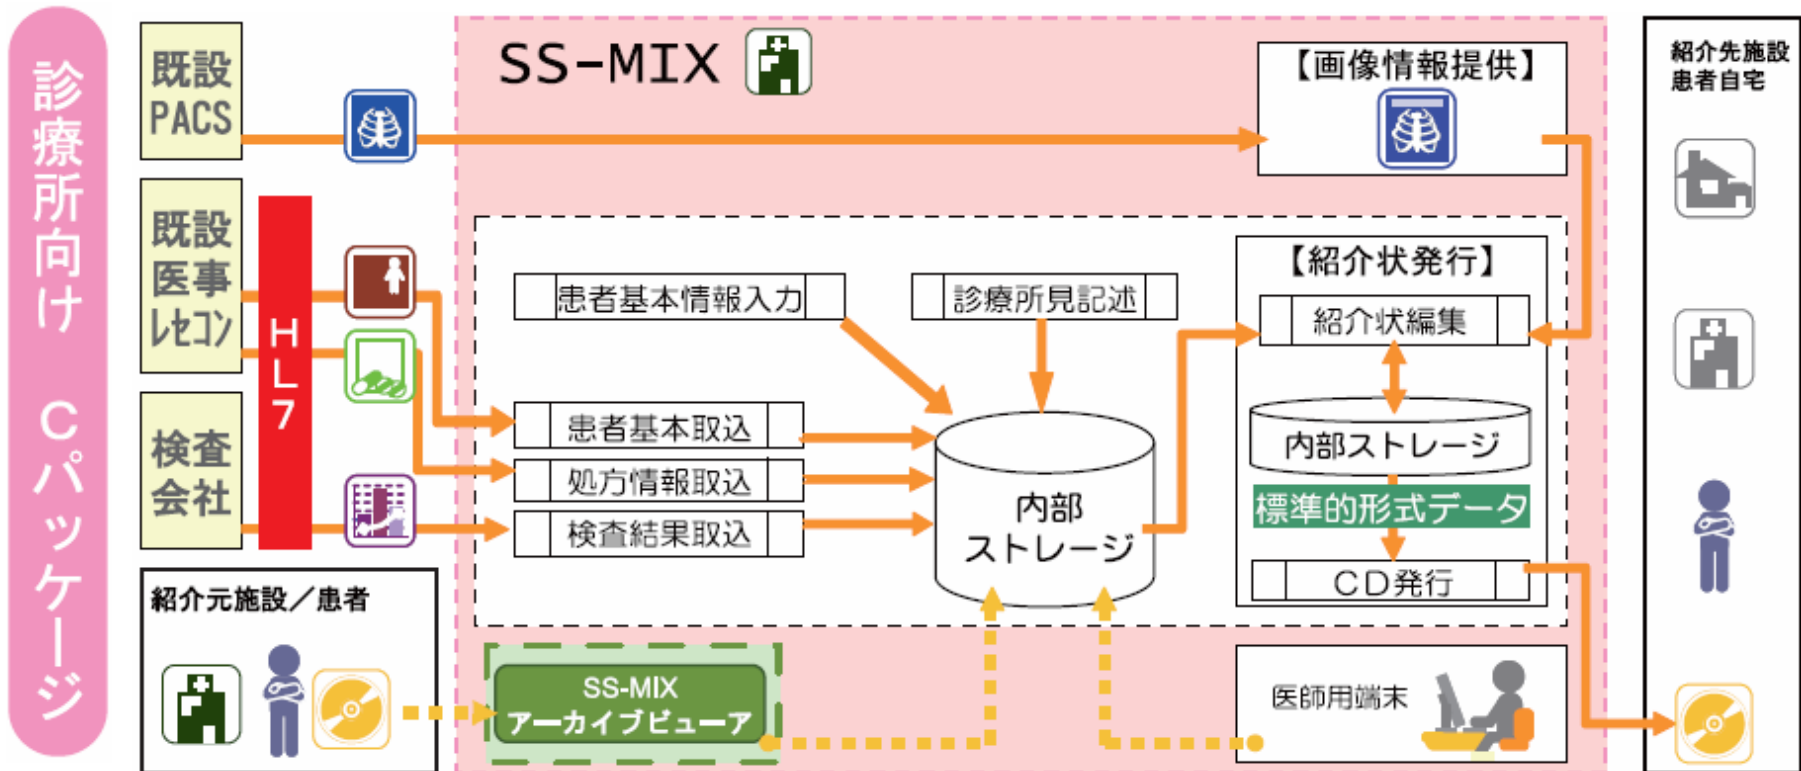 診療所向け Cパッケージ
既設
PACS
既設
医事
レセコン
検査
会社
HL7
紹介元施設／患者
SS-MIX
【画像情報提供】
患者基本情報入力
診療所見記述
患者基本取込
処方情報取込
検査結果取込
内部
ストレージ
【紹介状発行】
紹介状編集
内部ストレージ
標準的形式データ
ＣＤ発行
SS-MIX
アーカイブビューア
医師用端末
紹介先施設
患者自宅